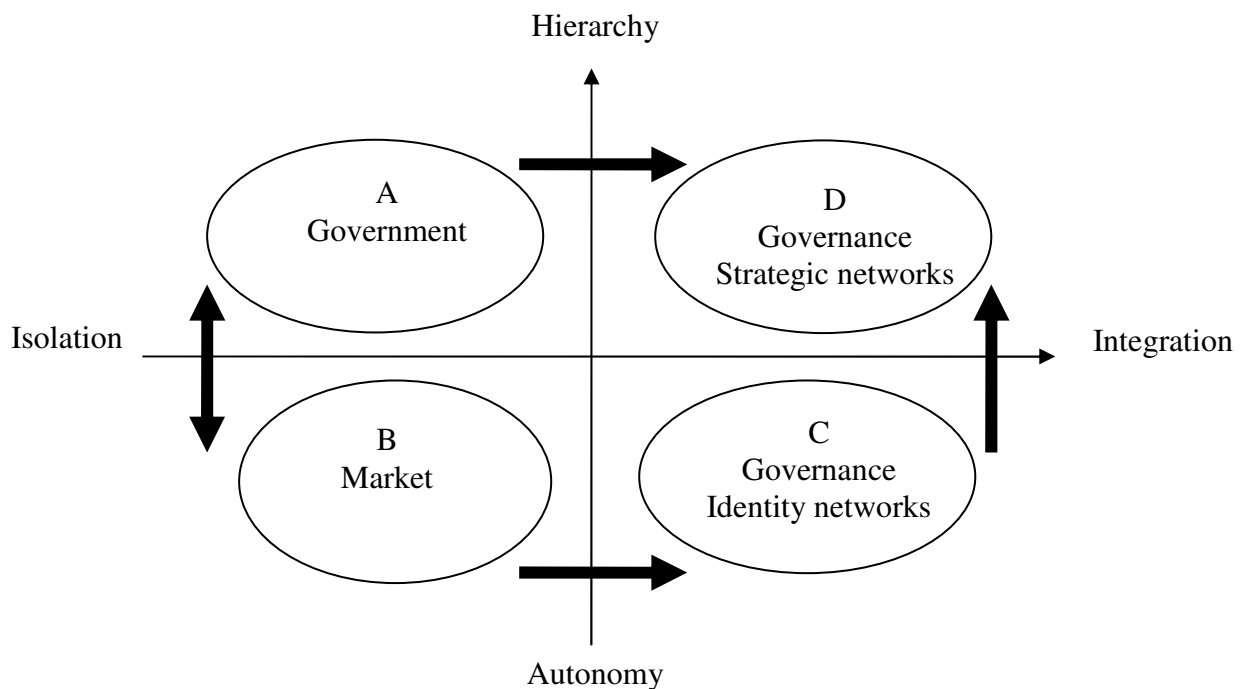 Hierarchy
A
Government
D
Governance
Strategic networks
Isolation
Integration
B
Market
C
Governance
Identity networks
Autonomy